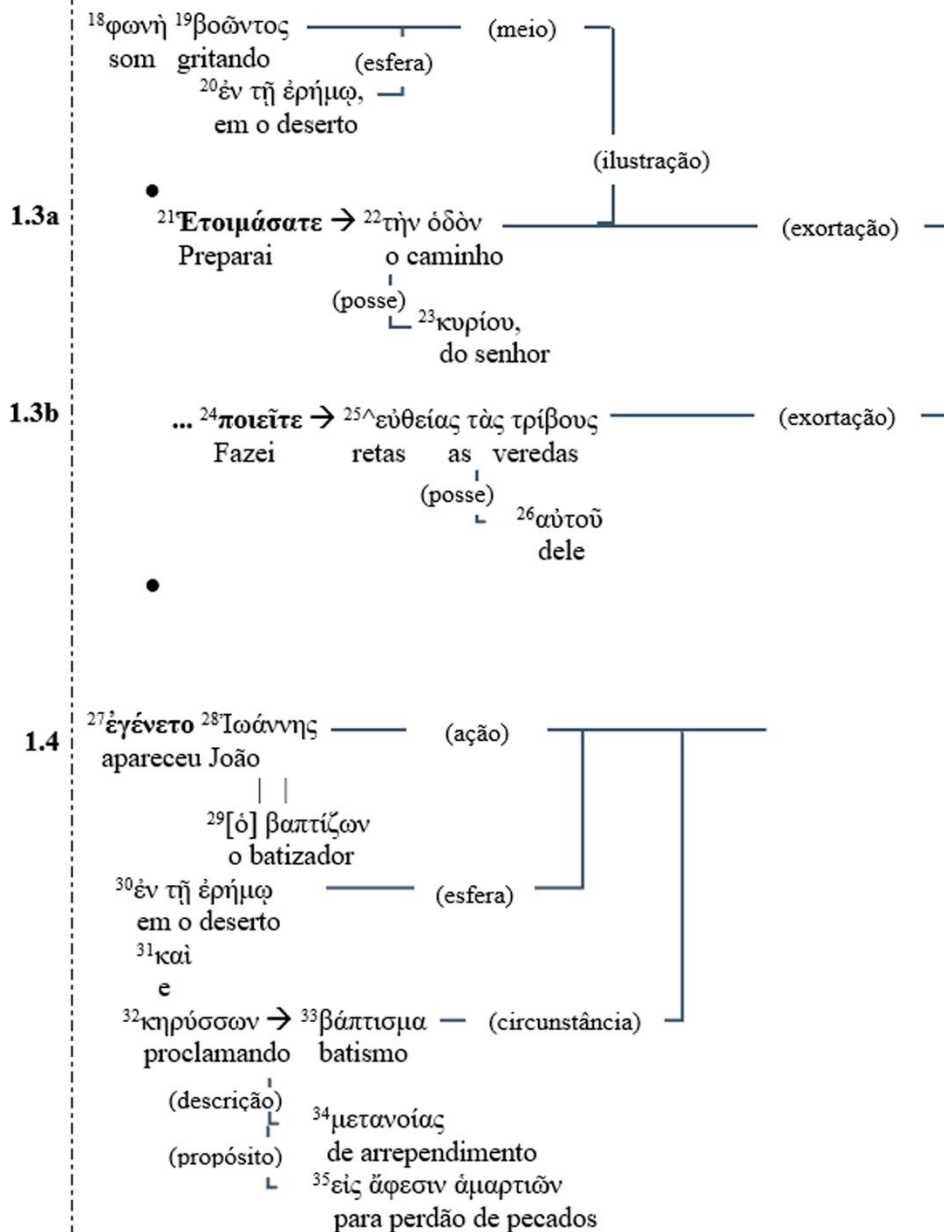 ¹⁸φωνὴ ¹⁹βοῶντος (meio)
som gritando (esfera)
²⁰ἐν τῇ ἐρήμῳ,
em o deserto
(ilustração)
●
1.3a ²¹Ἑτοιμάσατε → ²²τὴν ὁδὸν (exortação)
Preparai o caminho
(posse)
²³κυρίου,
do senhor
1.3b ... ²⁴ποιεῖτε → ²⁵^εὐθείας τὰς τρίβους (exortação)
Fazei retas as veredas
(posse)
²⁶αὐτοῦ
dele
●
1.4 ²⁷ἐγένετο ²⁸Ἰωάννης (ação)
apareceu João
²⁹[ὁ] βαπτίζων
o batizador
³⁰ἐν τῇ ἐρήμῳ (esfera)
em o deserto
³¹καὶ
e
³²κηρύσσων → ³³βάπτισμα (circunstância)
proclamando batismo
(descrição)
³⁴μετανοίας
de arrependimento
(propósito)
³⁵εἰς ἄφεσιν ἁμαρτιῶν
para perdão de pecados